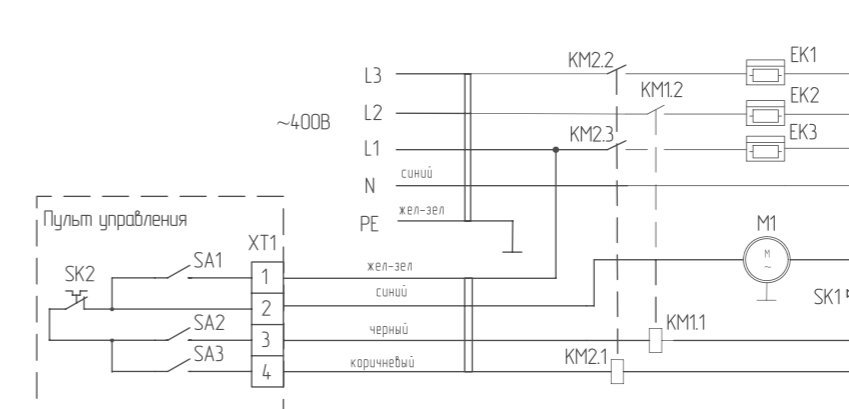 KM2.2
EK1
L3
KM1.2
EK2
L2
~400В
KM2.3
EK3
L1
синий
N
жел-зел
PE
Пульт управления
M1
XT1
M
~
SA1
жел-зел
SK2
1
синий
2
SK1
SA2
черный
KM1.1
3
SA3
коричневый
KM2.1
4